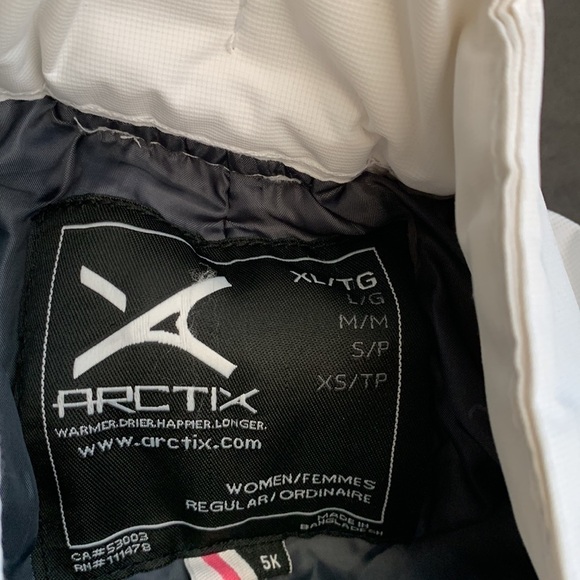 XL/TG
L/G
M/M
S/P
XS/TP
ARCTIX
WARMER.DRIER.HAPPIER.LONGER.
www.arctix.com
WOMEN/FEMMES
REGULAR/ORDINAIRE
MADE IN
BANGLADESH
CA#53003
RN#111478
5K